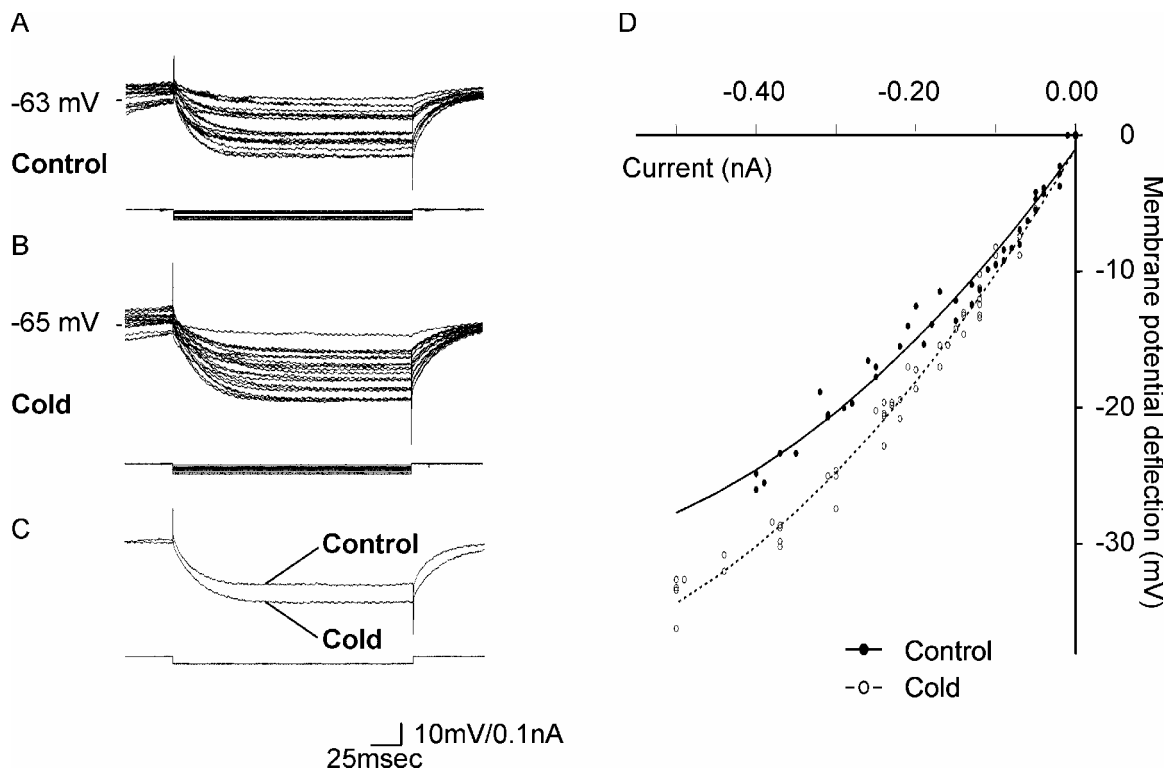 A
-63 mV
Control
B
-65 mV
Cold
C
Control
Cold
10mV/0.1nA
25msec
D
-0.40 -0.20 0.00
Current (nA)
0
-10
-20
-30
Membrane potential deflection (mV)
Control
Cold